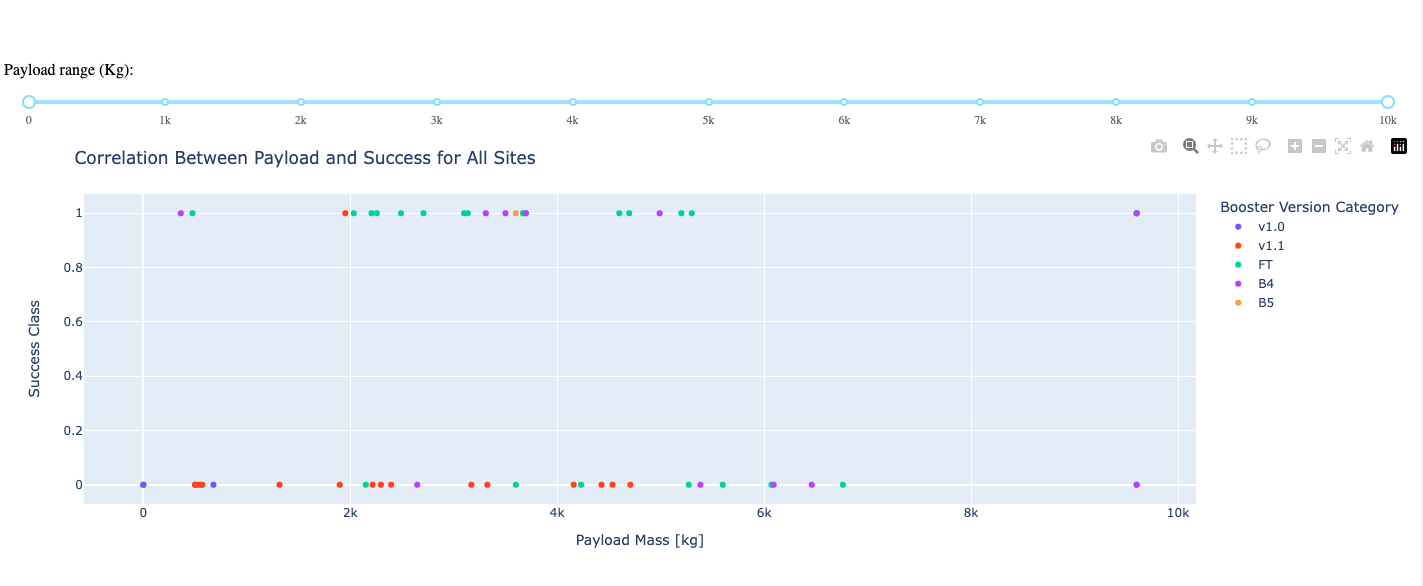 Payload range (Kg):
0 1k 2k 3k 4k 5k 6k 7k 8k 9k 10k
Correlation Between Payload and Success for All Sites
Booster Version Category
v1.0
v1.1
FT
B4
B5
Success Class
1
0.8
0.6
0.4
0.2
0
0 2k 4k 6k 8k 10k
Payload Mass [kg]